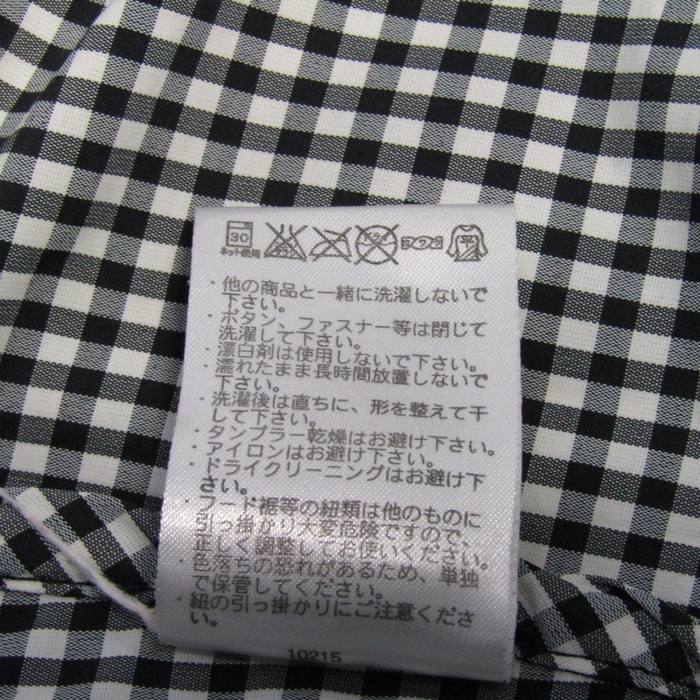 30
ネット使用
・他の商品と一緒に洗濯しないで
下さい。
・ボタン、ファスナー等は閉じて
洗濯して下さい。
・漂白剤は使用しないで下さい。
・濡れたまま長時間放置しないで
下さい。
・洗濯後は直ちに、形を整えて干
して下さい。
・タンブラー乾燥はお避け下さい。
・アイロンはお避け下さい。
・ドライクリーニングはお避け下
さい。
・フード裾等の紐類は他のものに
引っ掛かり大変危険ですので、
正しく調整してお使いください。
・色落ちの恐れがあるため、単独
で保管してください。
・紐の引っ掛かりにご注意くださ
い。
10215